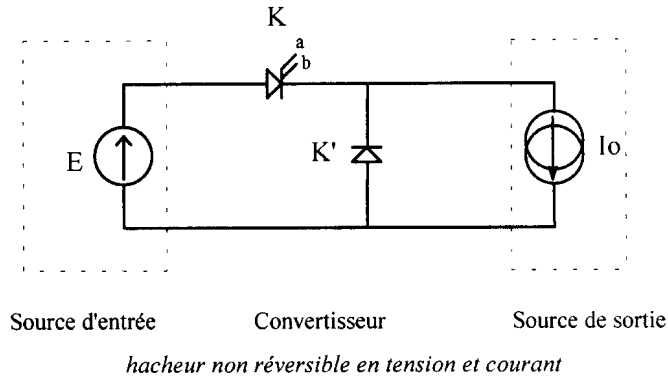 K
a
b
E
K'
Io
Source d'entrée
Convertisseur
Source de sortie
hacheur non réversible en tension et courant